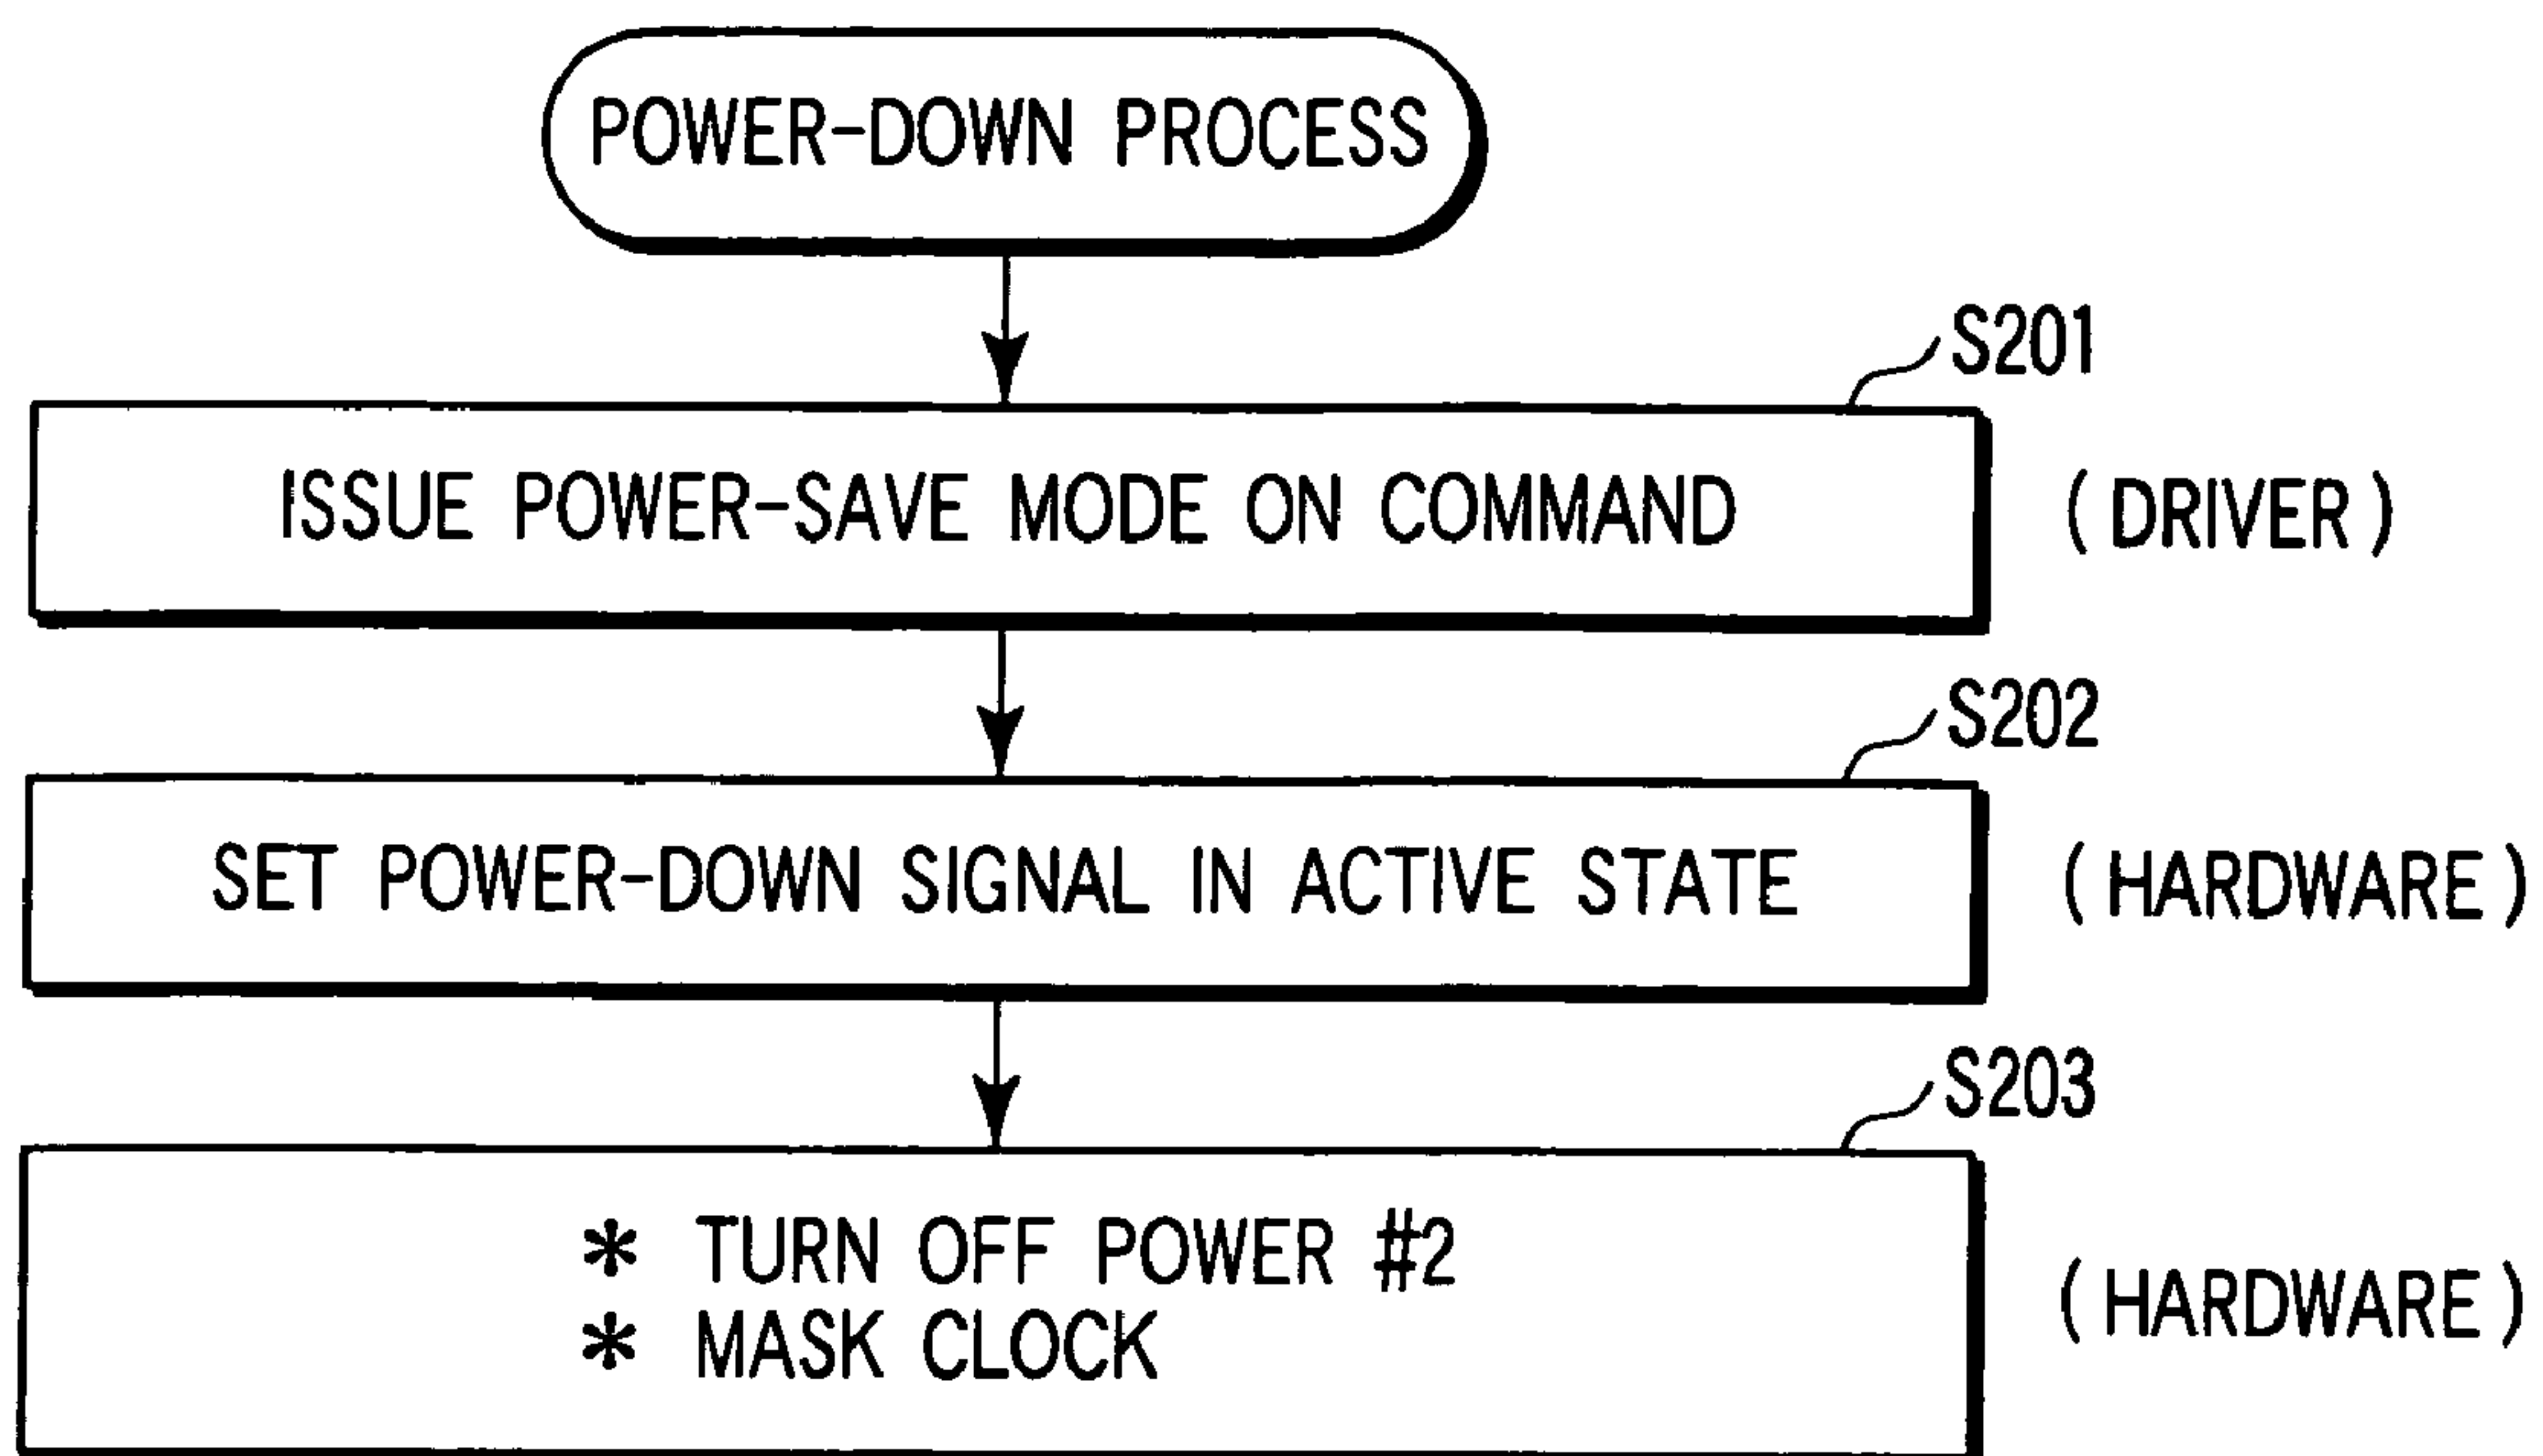 POWER-DOWN PROCESS
S201
ISSUE POWER-SAVE MODE ON COMMAND
(DRIVER)
S202
SET POWER-DOWN SIGNAL IN ACTIVE STATE
(HARDWARE)
S203
* TURN OFF POWER #2
* MASK CLOCK
(HARDWARE)